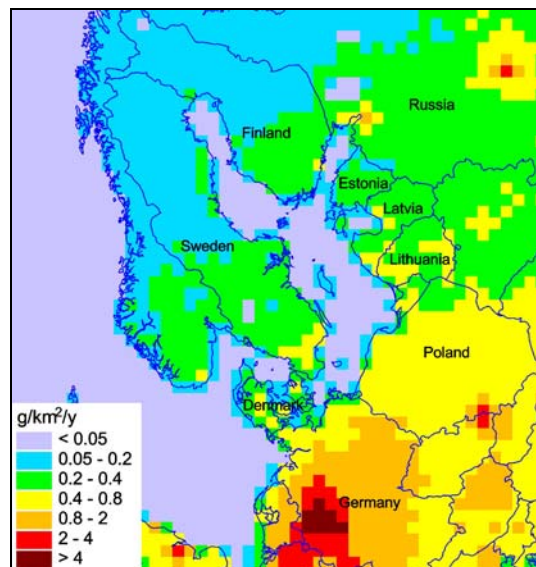 Russia
Finland
Estonia
Latvia
Sweden
Lithuania
Poland
Denmark
Germany
g/km²/y
< 0.05
0.05 - 0.2
0.2 - 0.4
0.4 - 0.8
0.8 - 2
2 - 4
> 4